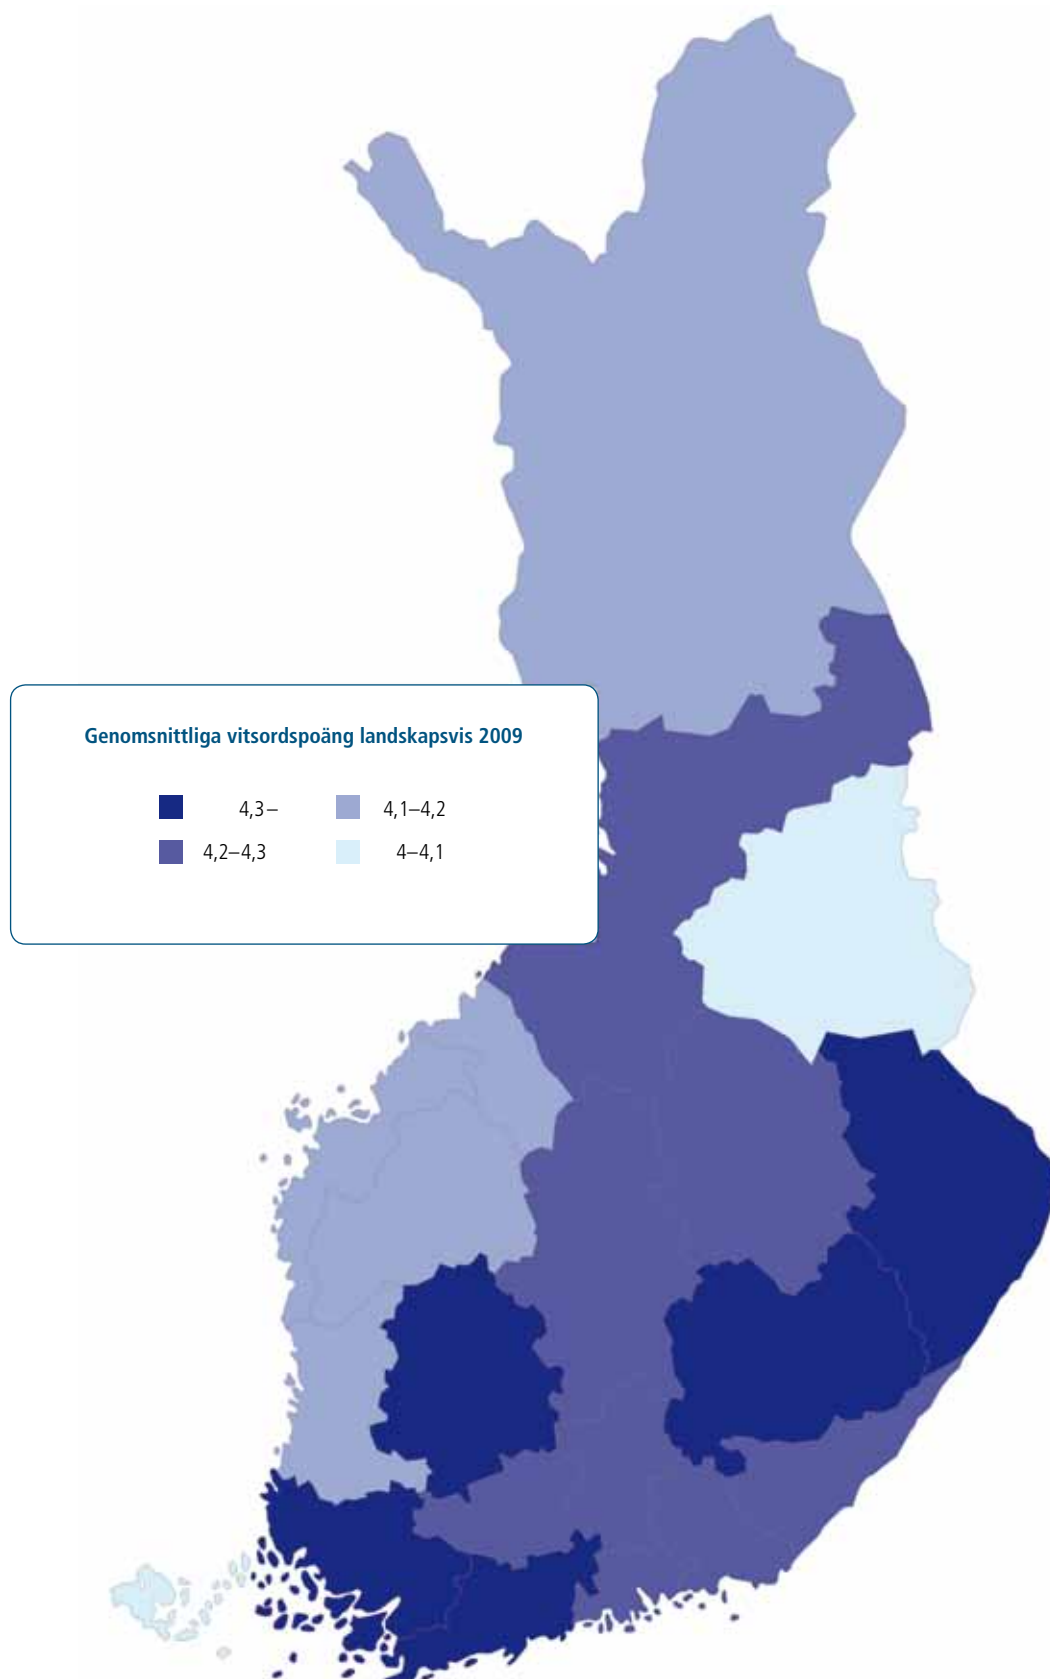 Genomsnittliga vitsordspoäng landskapsvis 2009
4,3– 4,1–4,2
4,2–4,3 4–4,1